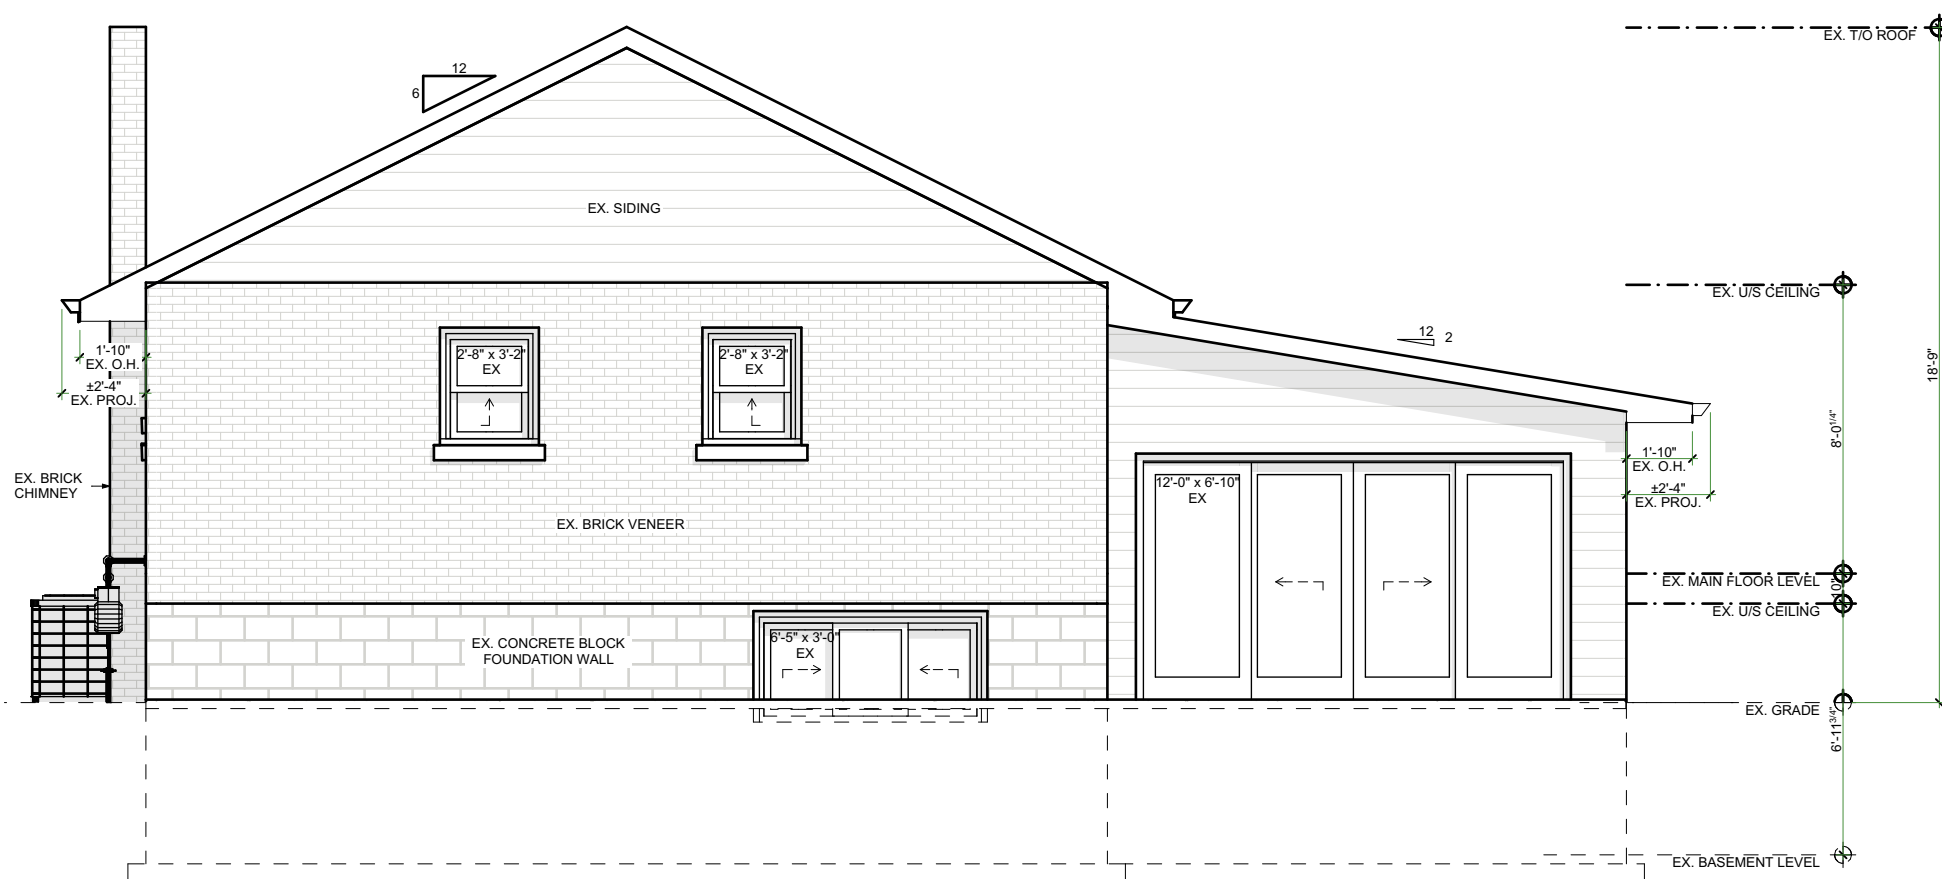 EX. T/O ROOF
12
6
EX. SIDING
EX. U/S CEILING
12
2
1'-10"
EX. O.H.
±2'-4"
EX. PROJ.
2'-8" x 3'-2"
EX
2'-8" x 3'-2"
EX
18'-9"
8'-0 1/4"
EX. BRICK
CHIMNEY
1'-10"
EX. O.H.
±2'-4"
EX. PROJ.
12'-0" x 6'-10"
EX
EX. BRICK VENEER
EX. MAIN FLOOR LEVEL
10"
EX. U/S CEILING
EX. CONCRETE BLOCK
FOUNDATION WALL
6'-5" x 3'-0"
EX
EX. GRADE
6'-11 3/4"
EX. BASEMENT LEVEL